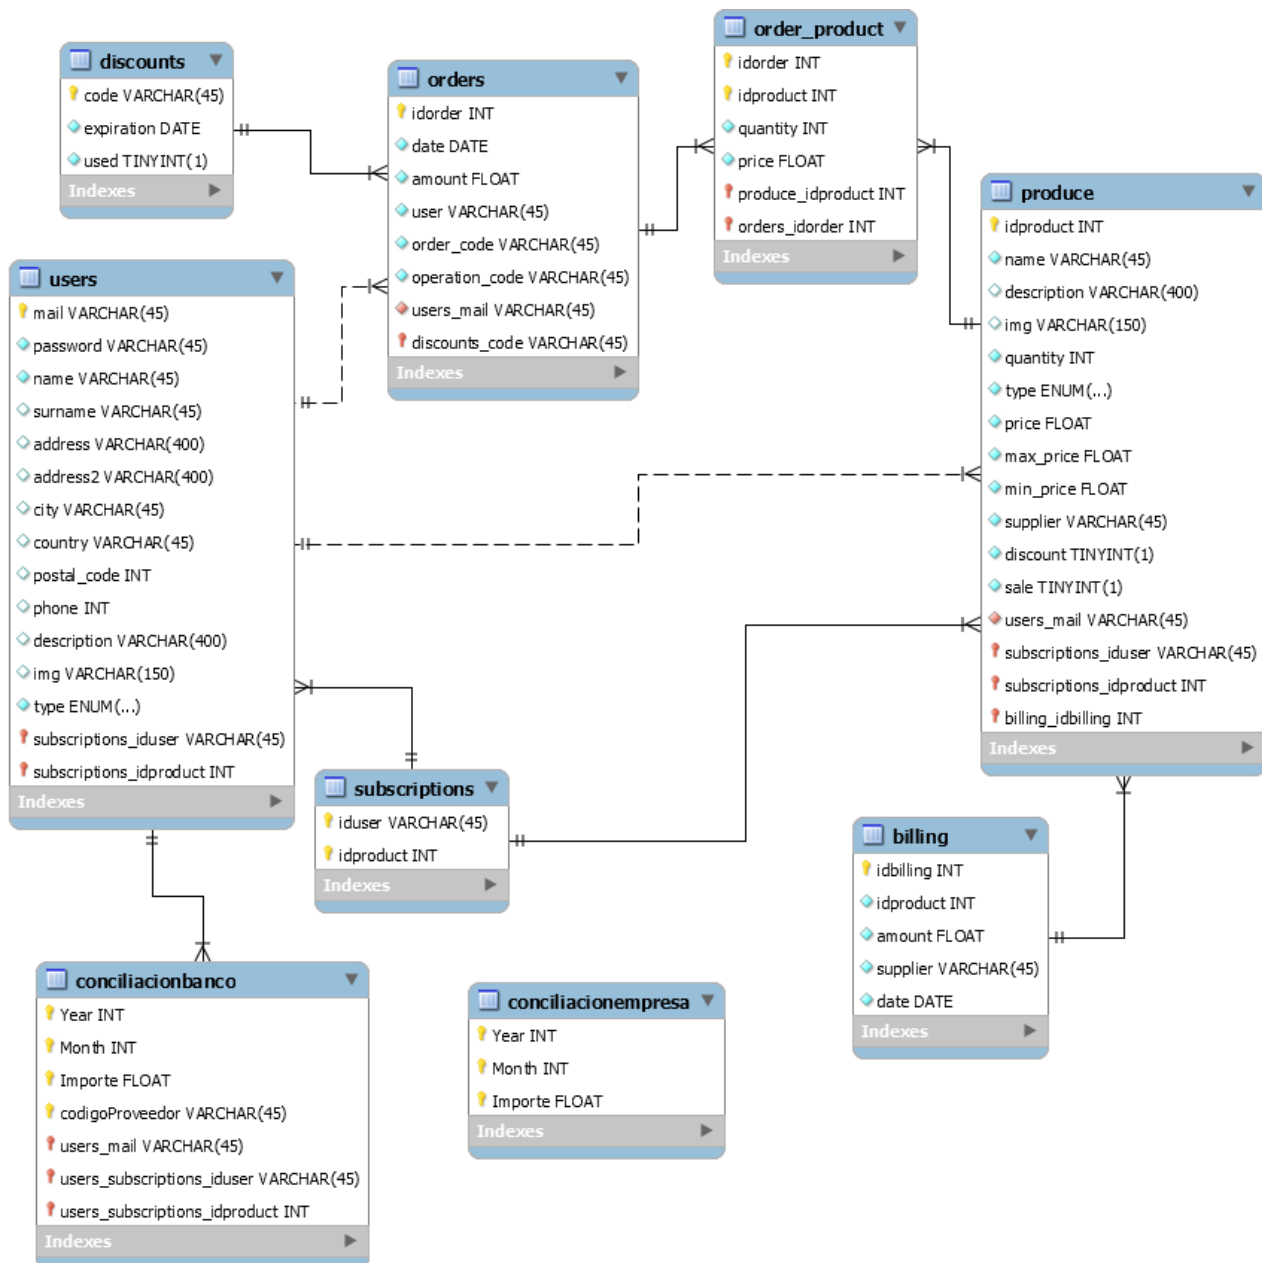 discounts
code VARCHAR(45)
expiration DATE
used TINYINT(1)
Indexes
orders
idorder INT
date DATE
amount FLOAT
user VARCHAR(45)
order_code VARCHAR(45)
operation_code VARCHAR(45)
users_mail VARCHAR(45)
discounts_code VARCHAR(45)
Indexes
order_product
idorder INT
idproduct INT
quantity INT
price FLOAT
produce_idproduct INT
orders_idorder INT
Indexes
produce
idproduct INT
name VARCHAR(45)
description VARCHAR(400)
img VARCHAR(150)
quantity INT
type ENUM(...)
price FLOAT
max_price FLOAT
min_price FLOAT
supplier VARCHAR(45)
discount TINYINT(1)
sale TINYINT(1)
users_mail VARCHAR(45)
subscriptions_iduser VARCHAR(45)
subscriptions_idproduct INT
billing_idbilling INT
Indexes
users
mail VARCHAR(45)
password VARCHAR(45)
name VARCHAR(45)
surname VARCHAR(45)
address VARCHAR(400)
address2 VARCHAR(400)
city VARCHAR(45)
country VARCHAR(45)
postal_code INT
phone INT
description VARCHAR(400)
img VARCHAR(150)
type ENUM(...)
subscriptions_iduser VARCHAR(45)
subscriptions_idproduct INT
Indexes
subscriptions
iduser VARCHAR(45)
idproduct INT
Indexes
billing
idbilling INT
idproduct INT
amount FLOAT
supplier VARCHAR(45)
date DATE
Indexes
conciliacionbanco
Year INT
Month INT
Importe FLOAT
codigoProveedor VARCHAR(45)
users_mail VARCHAR(45)
users_subscriptions_iduser VARCHAR(45)
users_subscriptions_idproduct INT
Indexes
conciliacionempresa
Year INT
Month INT
Importe FLOAT
Indexes